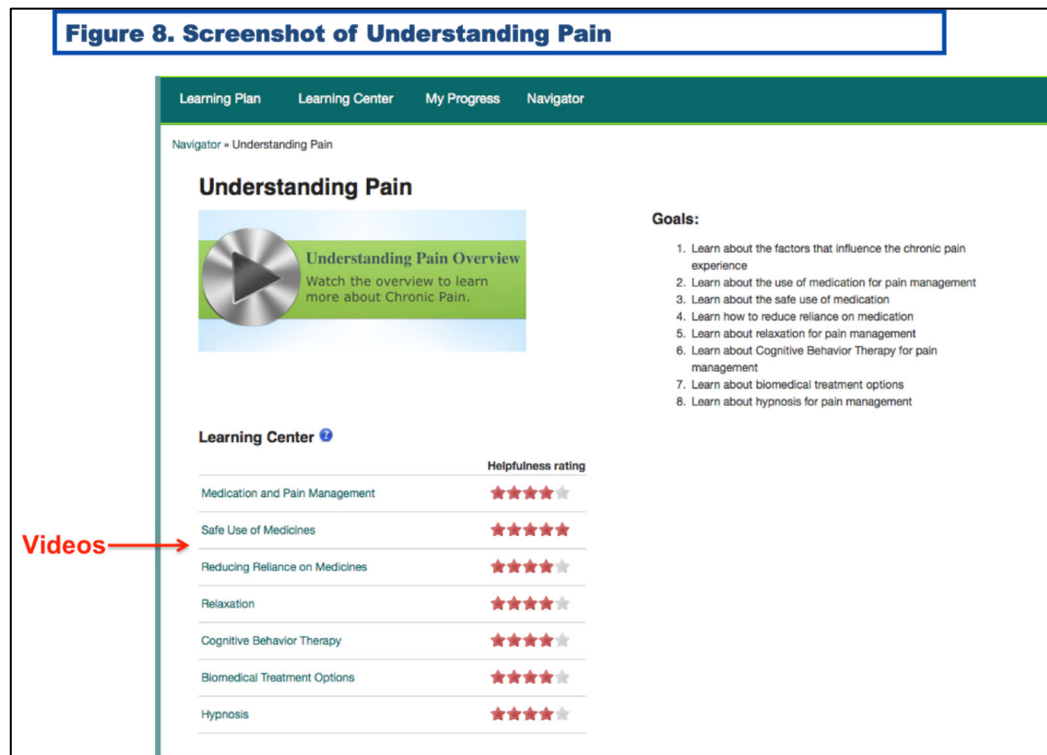 Figure 8. Screenshot of Understanding Pain
Learning Plan Learning Center My Progress Navigator
Navigator » Understanding Pain
Understanding Pain
Understanding Pain Overview
Watch the overview to learn
more about Chronic Pain.
Goals:
1. Learn about the factors that influence the chronic pain
experience
2. Learn about the use of medication for pain management
3. Learn about the safe use of medication
4. Learn how to reduce reliance on medication
5. Learn about relaxation for pain management
6. Learn about Cognitive Behavior Therapy for pain
management
7. Learn about biomedical treatment options
8. Learn about hypnosis for pain management
Learning Center ?
Helpfulness rating
Medication and Pain Management
Safe Use of Medicines
Videos
Reducing Reliance on Medicines
Relaxation
Cognitive Behavior Therapy
Biomedical Treatment Options
Hypnosis